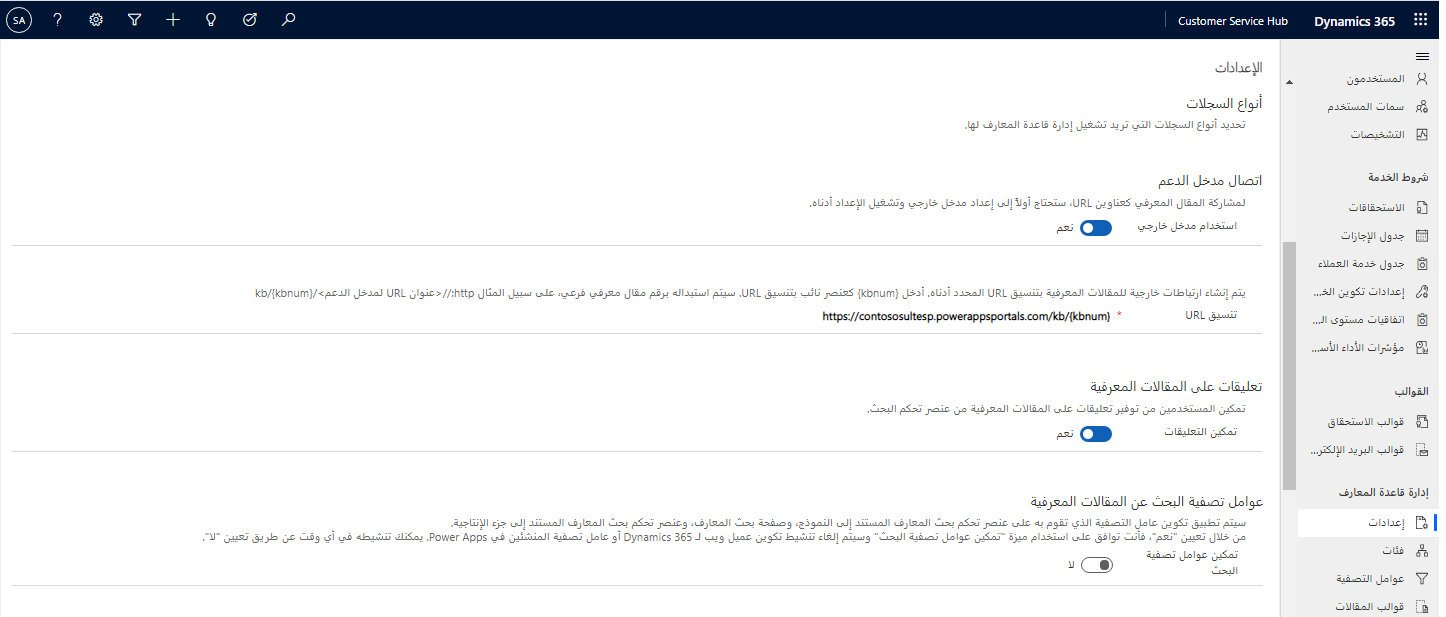 Dynamics 365
Customer Service Hub
SA
المستخدمون
سمات المستخدم
التشخيصات
شروط الخدمة
الاستحقاقات
جدول الإجازات
جدول خدمة العملاء
إعدادات تكوين الخ...
اتفاقيات مستوى ال...
مؤشرات الأداء الأس...
القوالب
قوالب الاستحقاق
قوالب البريد الإلكتر...
إدارة قاعدة المعارف
إعدادات
فئات
عوامل التصفية
قوالب المقالات
الإعدادات
أنواع السجلات
تحديد أنواع السجلات التي تريد تشغيل إدارة قاعدة المعارف لها.
اتصال مدخل الدعم
لمشاركة المقال المعرفي كعناوين URL، ستحتاج أولاً إلى إعداد مدخل خارجي وتشغيل الإعداد أدناه.
استخدام مدخل خارجي نعم
يتم إنشاء ارتباطات خارجية للمقالات المعرفية بتنسيق URL المحدد أدناه. أدخل {kbnum} كعنصر نائب بتنسيق URL. سيتم استبداله برقم مقال معرفي فرعي، على سبيل المثال http://<عنوان URL لمدخل الدعم>/kb/{kbnum}
تنسيق URL * https://contososultesp.powerappsportals.com/kb/{kbnum}
تعليقات على المقالات المعرفية
تمكين المستخدمين من توفير تعليقات على المقالات المعرفية من عنصر تحكم البحث.
تمكين التعليقات نعم
عوامل تصفية البحث عن المقالات المعرفية
سيتم تطبيق تكوين عامل التصفية الذي تقوم به على عنصر تحكم بحث المعارف المستند إلى النموذج، وصفحة بحث المعارف، وعنصر تحكم بحث المعارف المستند إلى جزء الإنتاجية.
من خلال تعيين "نعم"، فأنت توافق على استخدام ميزة "تمكين عوامل تصفية البحث" وسيتم إلغاء تنشيط تكوين عميل ويب لـ Dynamics 365 أو عامل تصفية المنشئين في Power Apps. يمكنك تنشيطه في أي وقت عن طريق تعيين "لا".
تمكين عوامل تصفية لا
البحث